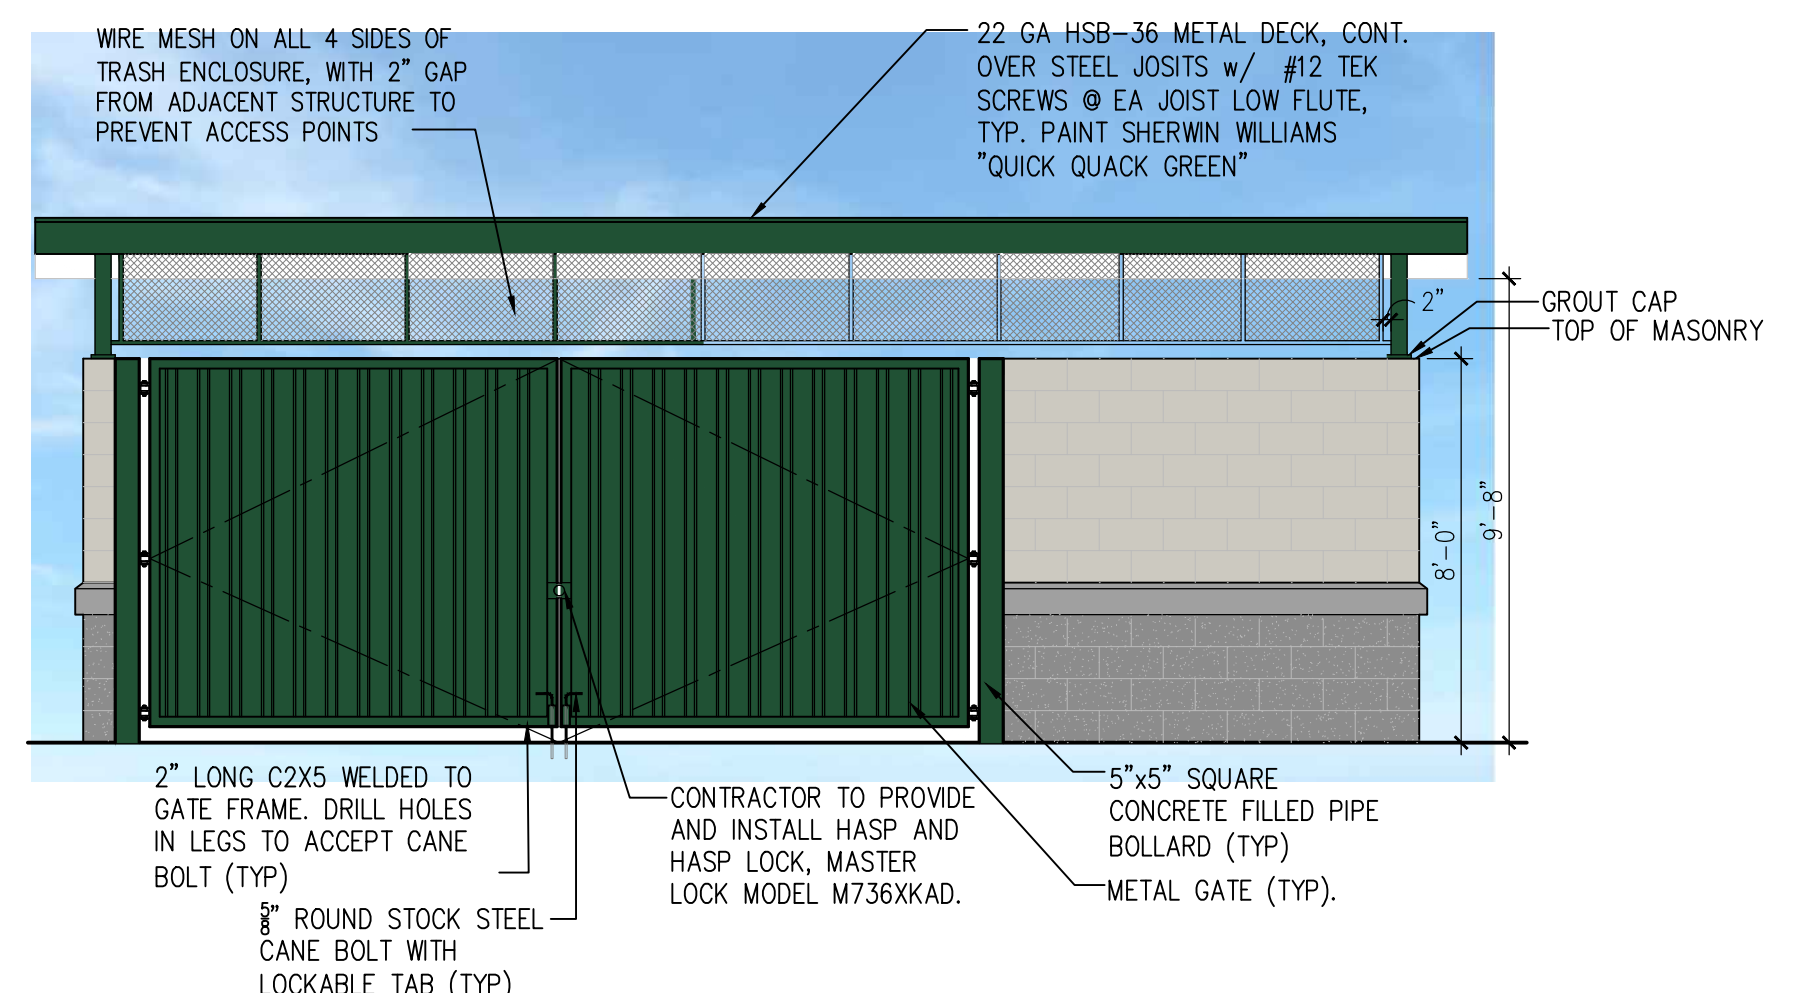 WIRE MESH ON ALL 4 SIDES OF
TRASH ENCLOSURE, WITH 2" GAP
FROM ADJACENT STRUCTURE TO
PREVENT ACCESS POINTS
22 GA HSB-36 METAL DECK, CONT.
OVER STEEL JOSITS w/ #12 TEK
SCREWS @ EA JOIST LOW FLUTE,
TYP. PAINT SHERWIN WILLIAMS
"QUICK QUACK GREEN"
2"
GROUT CAP
TOP OF MASONRY
8'-0"
9'-8"
2" LONG C2X5 WELDED TO
GATE FRAME. DRILL HOLES
IN LEGS TO ACCEPT CANE
BOLT (TYP)
5/8" ROUND STOCK STEEL
CANE BOLT WITH
LOCKABLE TAB (TYP)
CONTRACTOR TO PROVIDE
AND INSTALL HASP AND
HASP LOCK, MASTER
LOCK MODEL M736XKAD.
5"x5" SQUARE
CONCRETE FILLED PIPE
BOLLARD (TYP)
METAL GATE (TYP).